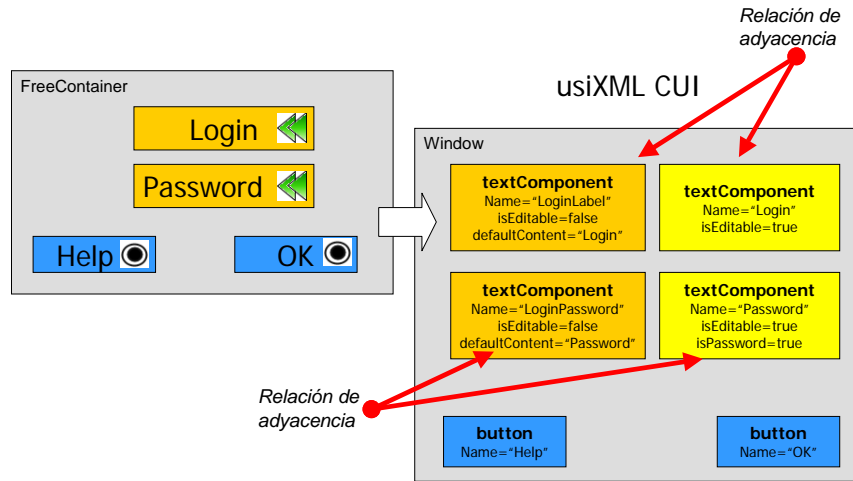 Relación de
adyacencia
usiXML CUI
FreeContainer
Login
Password
Help
OK
Window
textComponent
Name="LoginLabel"
isEditable=false
defaultContent="Login"
textComponent
Name="Login"
isEditable=true
textComponent
Name="LoginPassword"
isEditable=false
defaultContent="Password"
textComponent
Name="Password"
isEditable=true
isPassword=true
Relación de
adyacencia
button
Name="Help"
button
Name="OK"